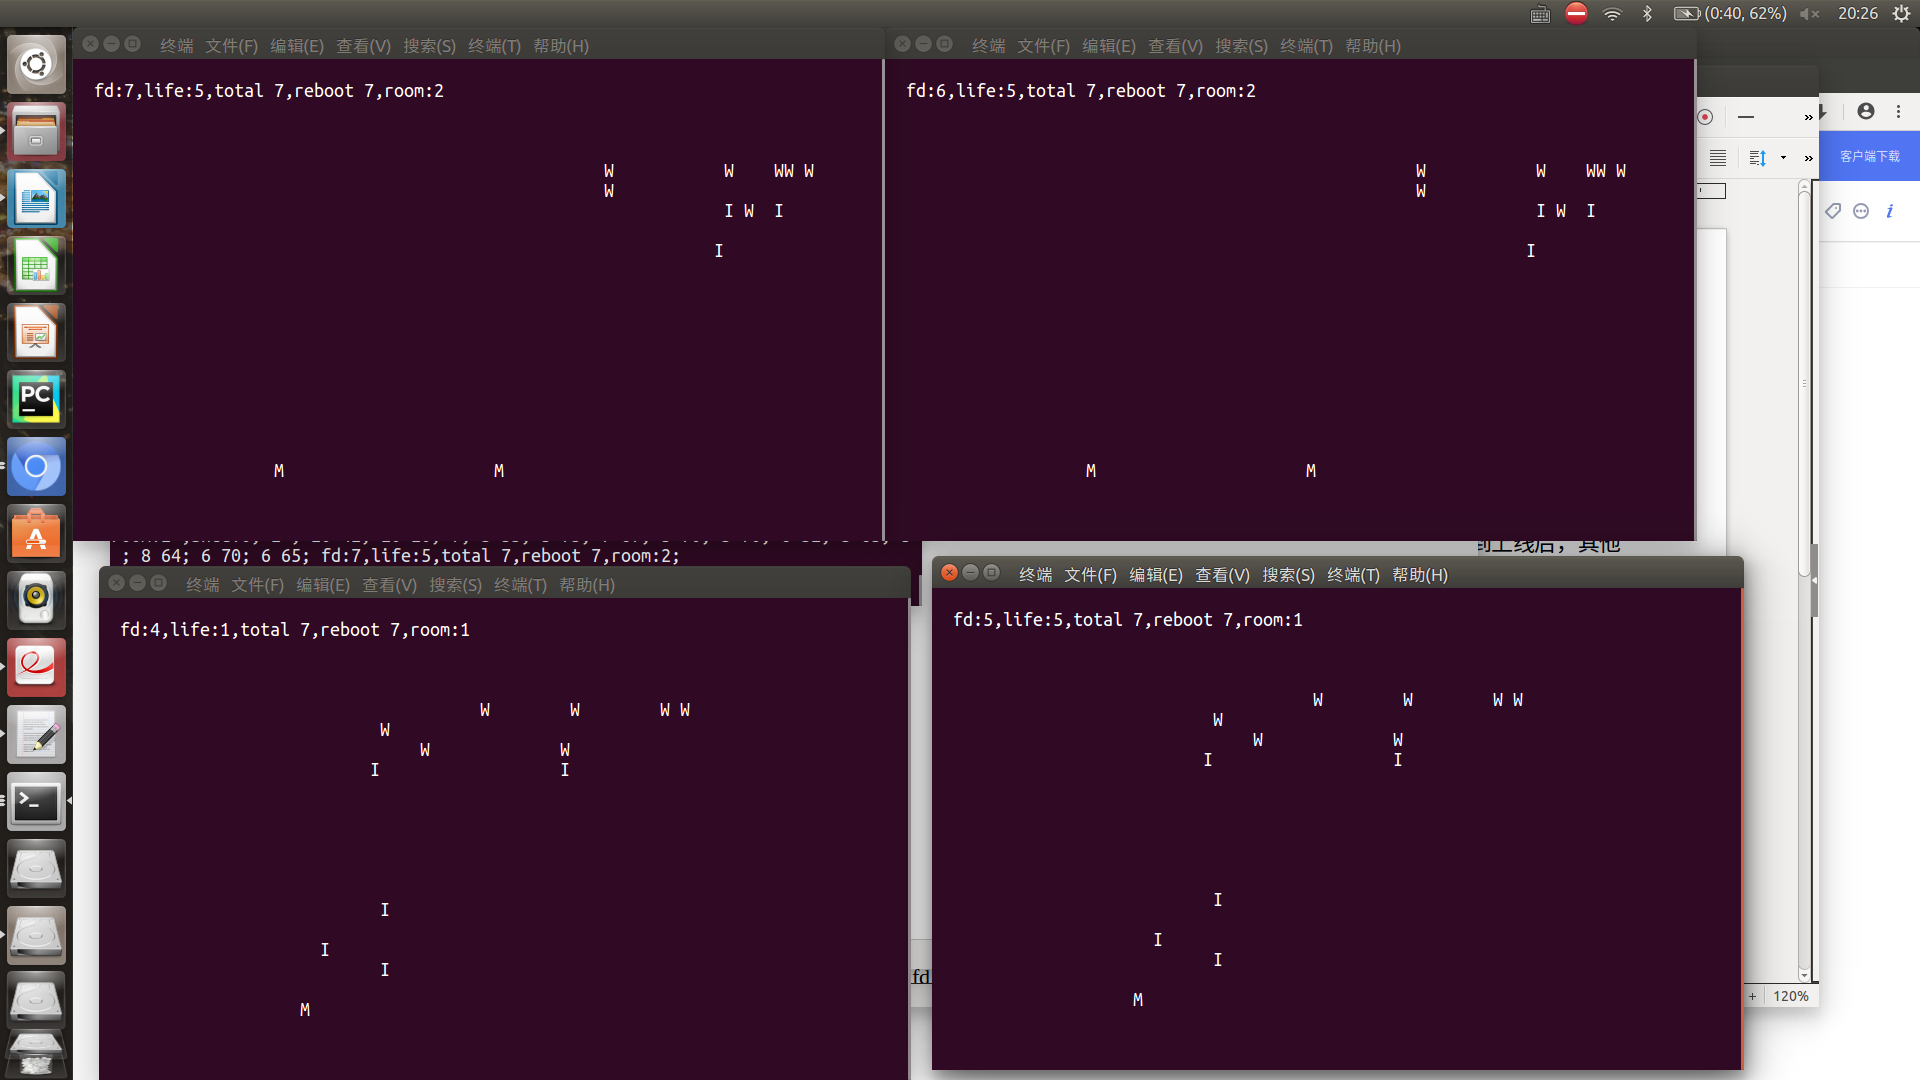 (0:40, 62%) 20:26
终端 文件(F) 编辑(E) 查看(V) 搜索(S) 终端(T) 帮助(H)
fd:7,life:5,total 7,reboot 7,room:2
W W WW W
W
I W I
I
M M
终端 文件(F) 编辑(E) 查看(V) 搜索(S) 终端(T) 帮助(H)
fd:6,life:5,total 7,reboot 7,room:2
W W WW W
W
I W I
I
M M
客户端下载
PC
; 8 64; 6 70; 6 65; fd:7,life:5,total 7,reboot 7,room:2;
到上线后，其他
终端 文件(F) 编辑(E) 查看(V) 搜索(S) 终端(T) 帮助(H)
fd:4,life:1,total 7,reboot 7,room:1
W W W W
W
W W
I I
I
I
I
M
fd
终端 文件(F) 编辑(E) 查看(V) 搜索(S) 终端(T) 帮助(H)
fd:5,life:5,total 7,reboot 7,room:1
W W W W
W
W W
I I
I
I
I
M
120%